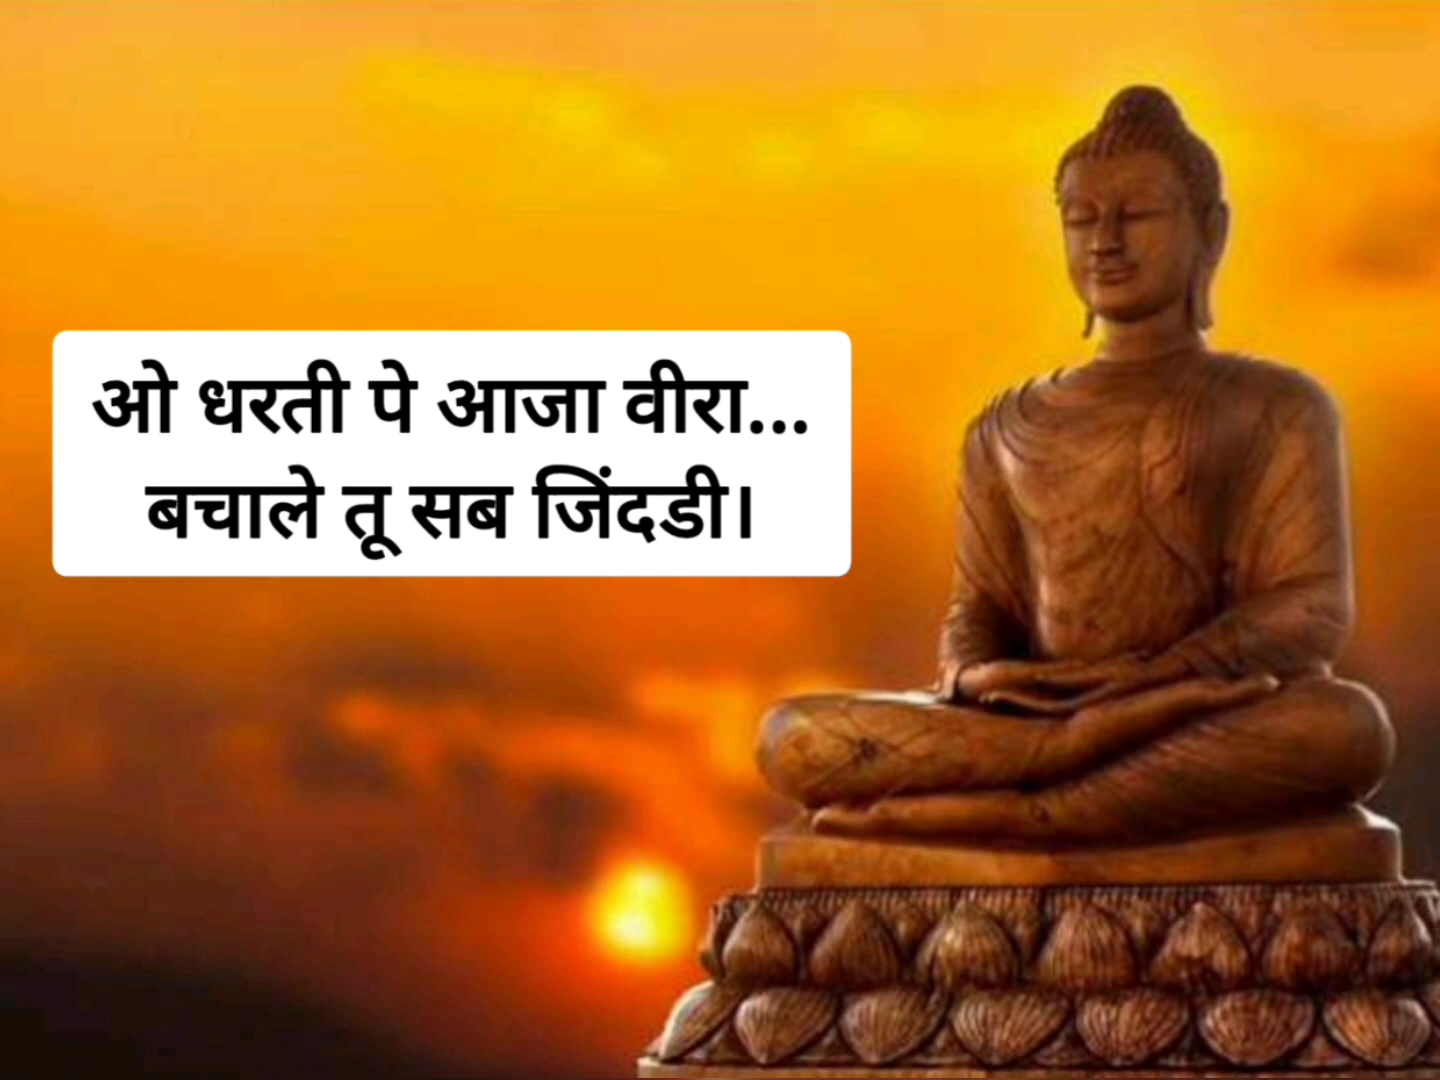 ओ धरती पे आजा वीरा...
बचाले तू सब जिंदडी।